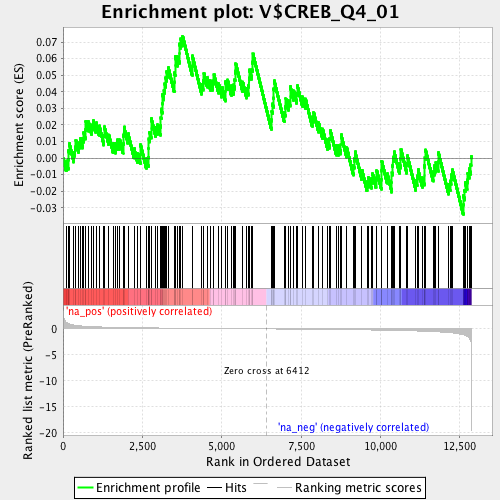 Enrichment plot: V$CREB_Q4_01
Enrichment score (ES)
0.07
0.06
0.05
0.04
0.03
0.02
0.01
0.00
-0.01
-0.02
-0.03
'na_pos' (positively correlated)
Ranked list metric (PreRanked)
0
-5
-10
-15
-20
Zero cross at 6412
'na_neg' (negatively correlated)
0
2,500
5,000
7,500
10,000
12,500
Rank in Ordered Dataset
Enrichment profile
Hits
Ranking metric scores